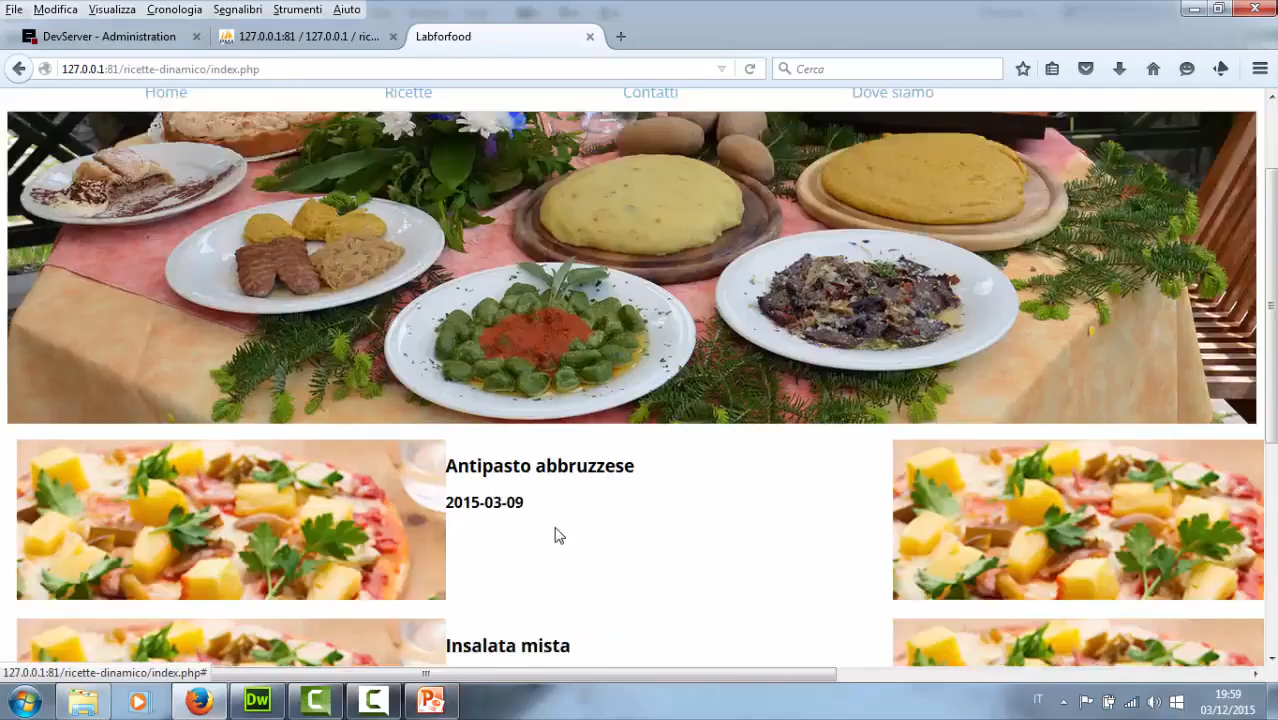 File Modifica Visualizza Cronologia Segnalibri Strumenti Aiuto
DevServer - Administration
127.0.0.1:81 / 127.0.0.1 / ric...
Labforfood
127.0.0.1:81/ricette-dinamico/index.php
Cerca
Home Ricette Contatti Dove siamo
Antipasto abbruzzese
2015-03-09
Insalata mista
127.0.0.1:81/ricette-dinamico/index.php#
Dw
IT
19:59
03/12/2015